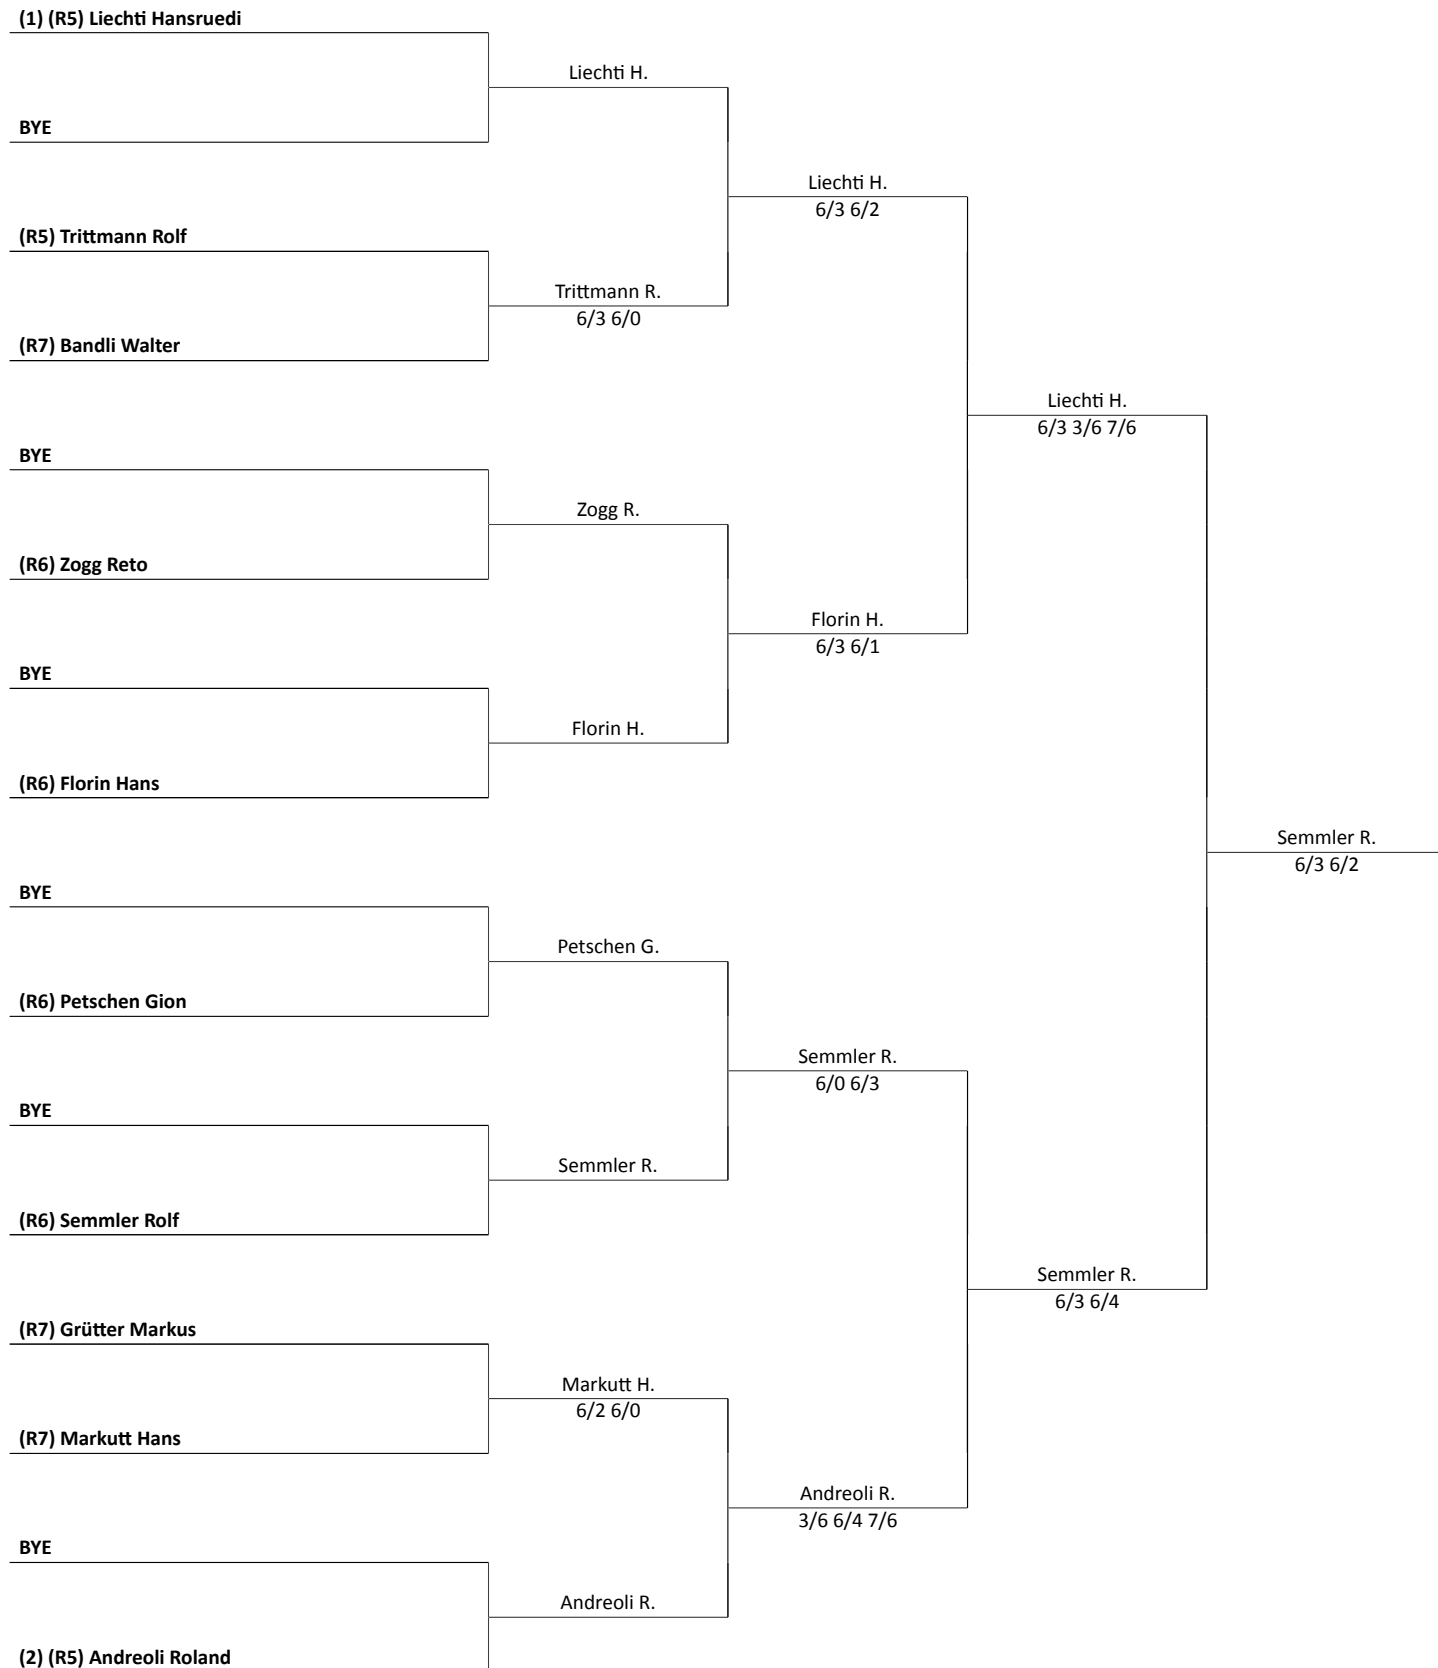 (1) (R5) Liechti Hansruedi
Liechti H.
BYE
Liechti H.
6/3 6/2
(R5) Trittmann Rolf
Trittmann R.
6/3 6/0
(R7) Bandli Walter
Liechti H.
6/3 3/6 7/6
BYE
Zogg R.
(R6) Zogg Reto
Florin H.
6/3 6/1
BYE
Florin H.
(R6) Florin Hans
Semmler R.
6/3 6/2
BYE
Petschen G.
(R6) Petschen Gion
Semmler R.
6/0 6/3
BYE
Semmler R.
(R6) Semmler Rolf
Semmler R.
6/3 6/4
(R7) Grütter Markus
Markutt H.
6/2 6/0
(R7) Markutt Hans
Andreoli R.
3/6 6/4 7/6
BYE
Andreoli R.
(2) (R5) Andreoli Roland